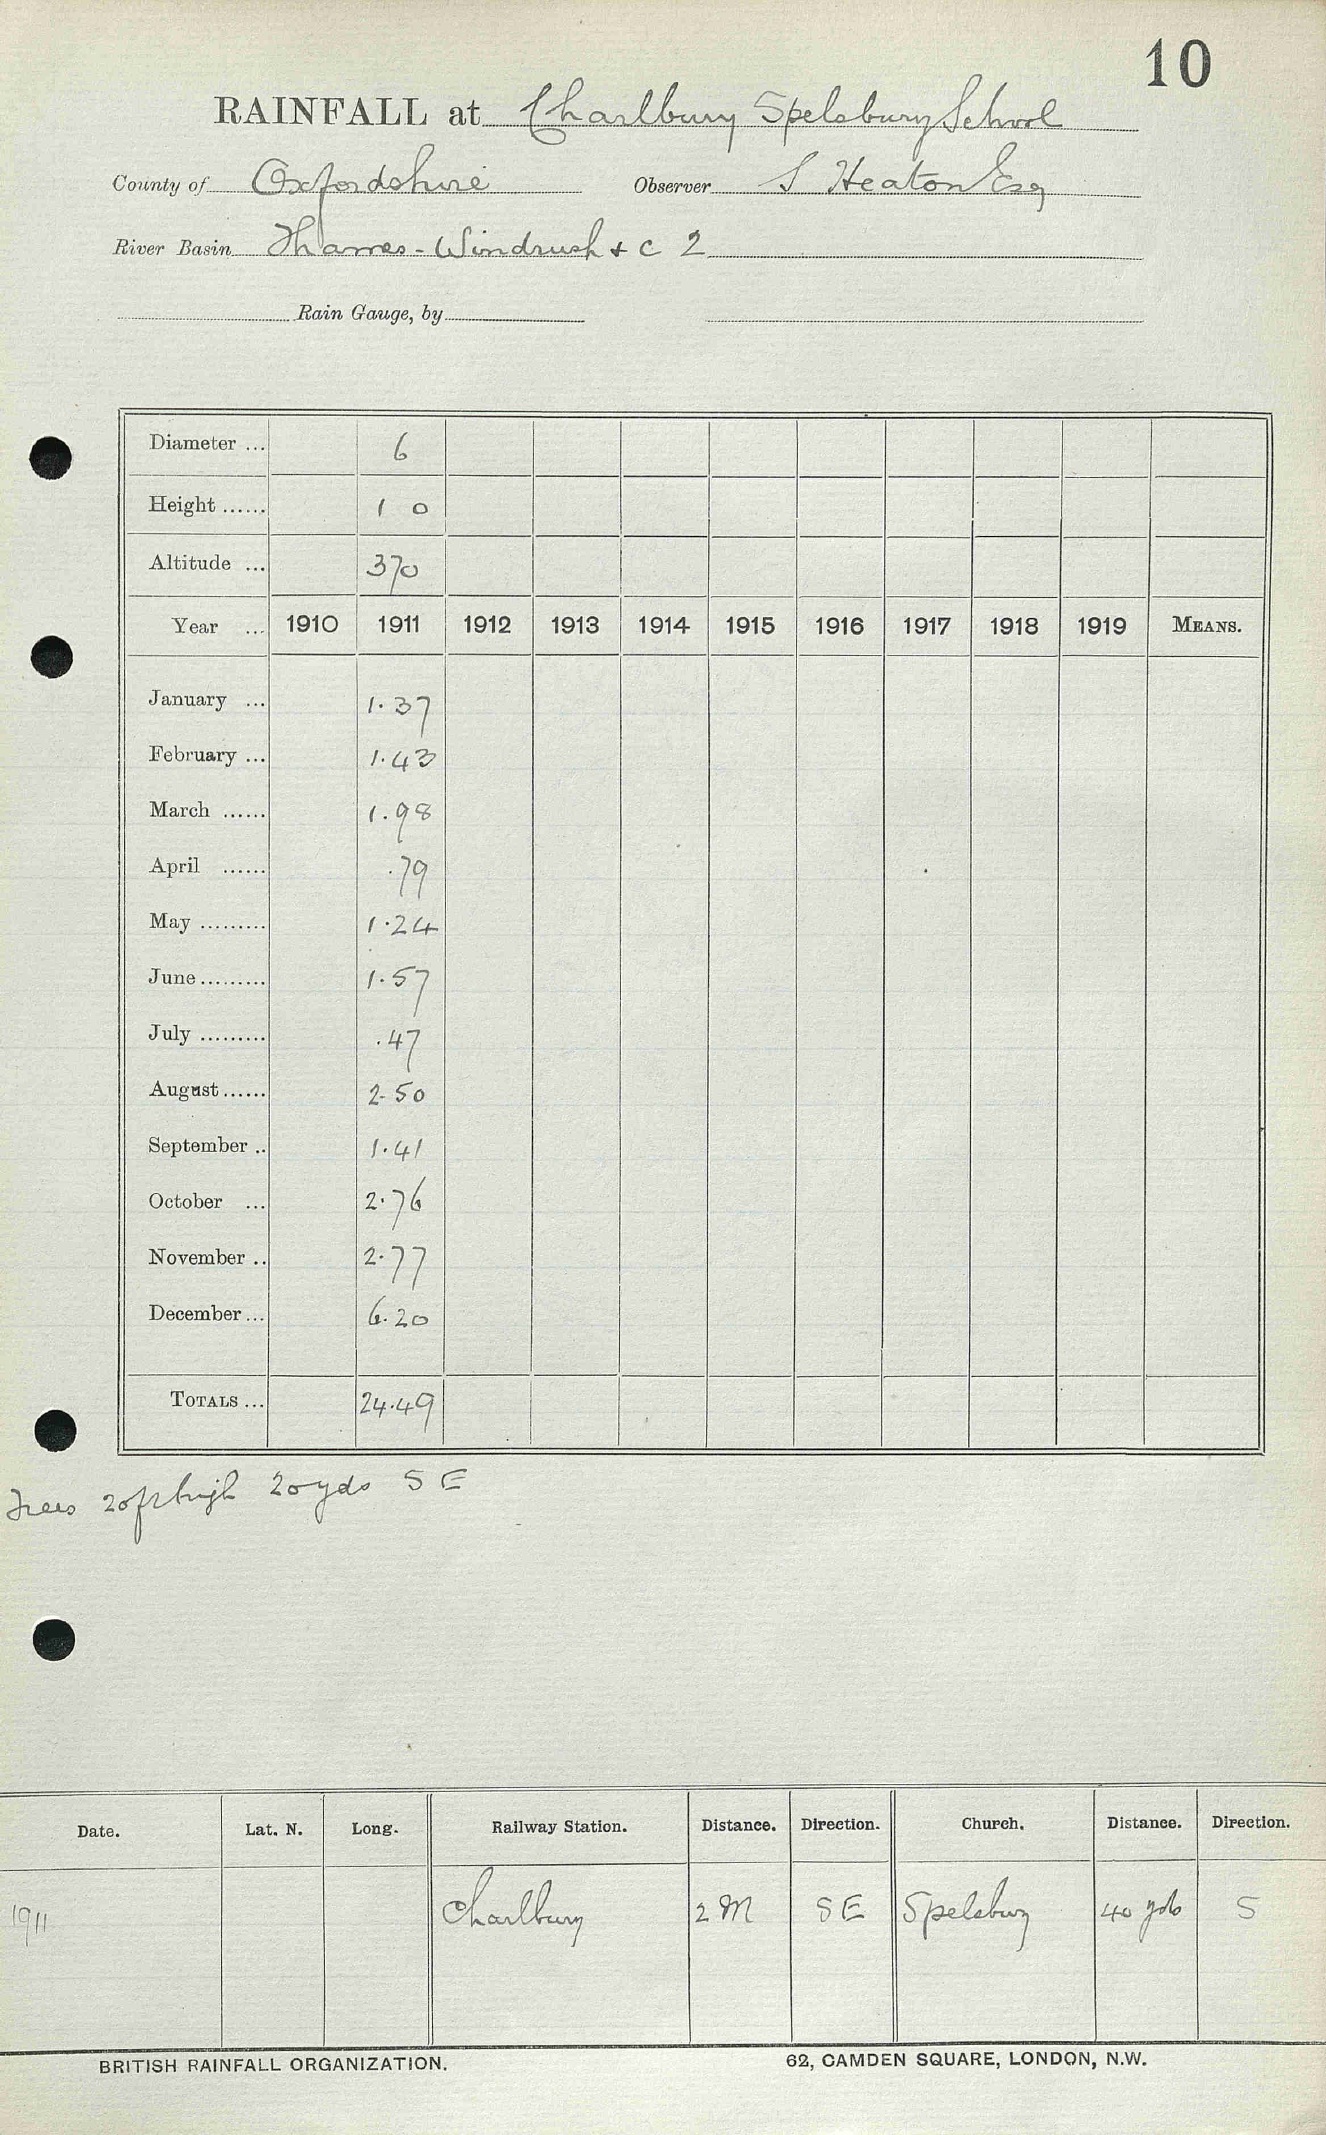 10
RAINFALL at Charlbury Spelsbury School
County of Oxfordshire Observer S Heaton Esq
River Basin Thames - Windrush & c 2
Rain Gauge, by
Diameter ... 6
Height ...... 1 0
Altitude ... 370
Year ... 1910 1911 1912 1913 1914 1915 1916 1917 1918 1919 MEANS.
January ... 1.37
February ... 1.43
March ...... 1.98
April ...... .79
May ......... 1.24
June ......... 1.57
July ......... .47
August ...... 2.50
September .. 1.41
October ... 2.76
November .. 2.77
December ... 6.20
TOTALS ... 24.49
Trees 20ft high 20yds S E
Date. Lat. N. Long. Railway Station. Distance. Direction. Church. Distance. Direction.
1911 Charlbury 2 M S E Spelsbury 40 yds S
BRITISH RAINFALL ORGANIZATION. 62, CAMDEN SQUARE, LONDON, N.W.